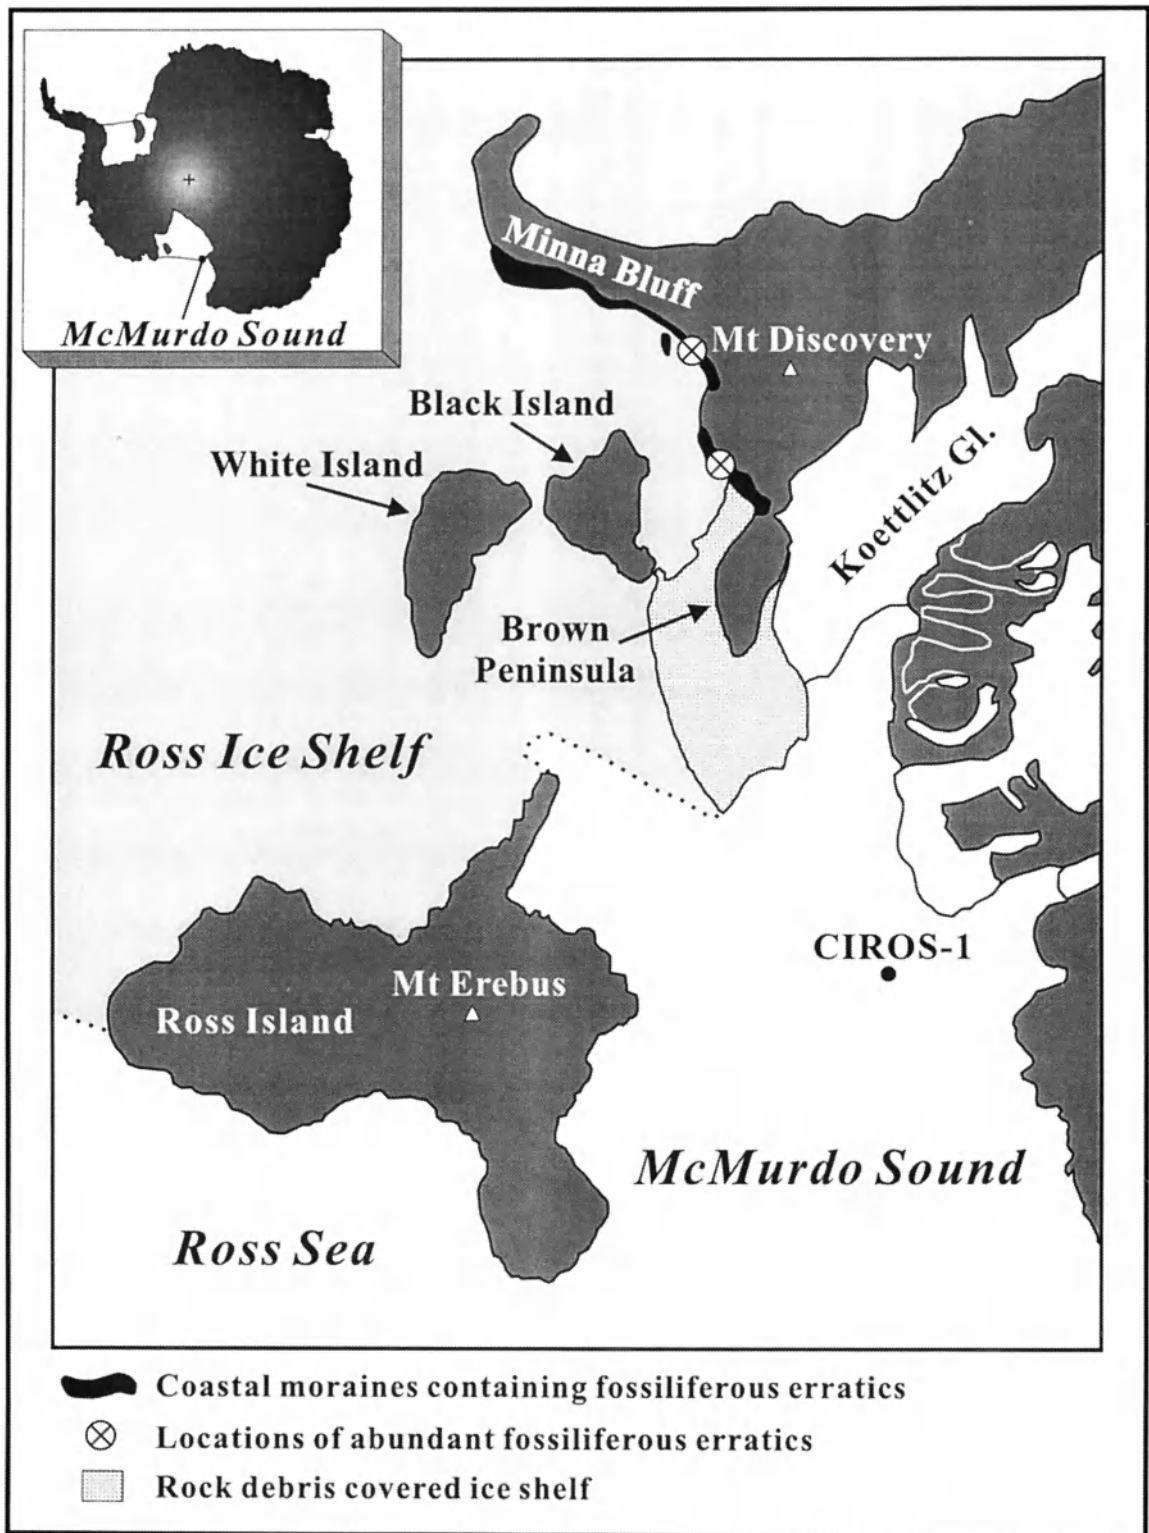 McMurdo Sound
Minna Bluff
Mt Discovery
Black Island
White Island
Koettlitz Gl.
Brown
Peninsula
Ross Ice Shelf
CIROS-1
Mt Erebus
Ross Island
McMurdo Sound
Ross Sea
Coastal moraines containing fossiliferous erratics
Locations of abundant fossiliferous erratics
Rock debris covered ice shelf